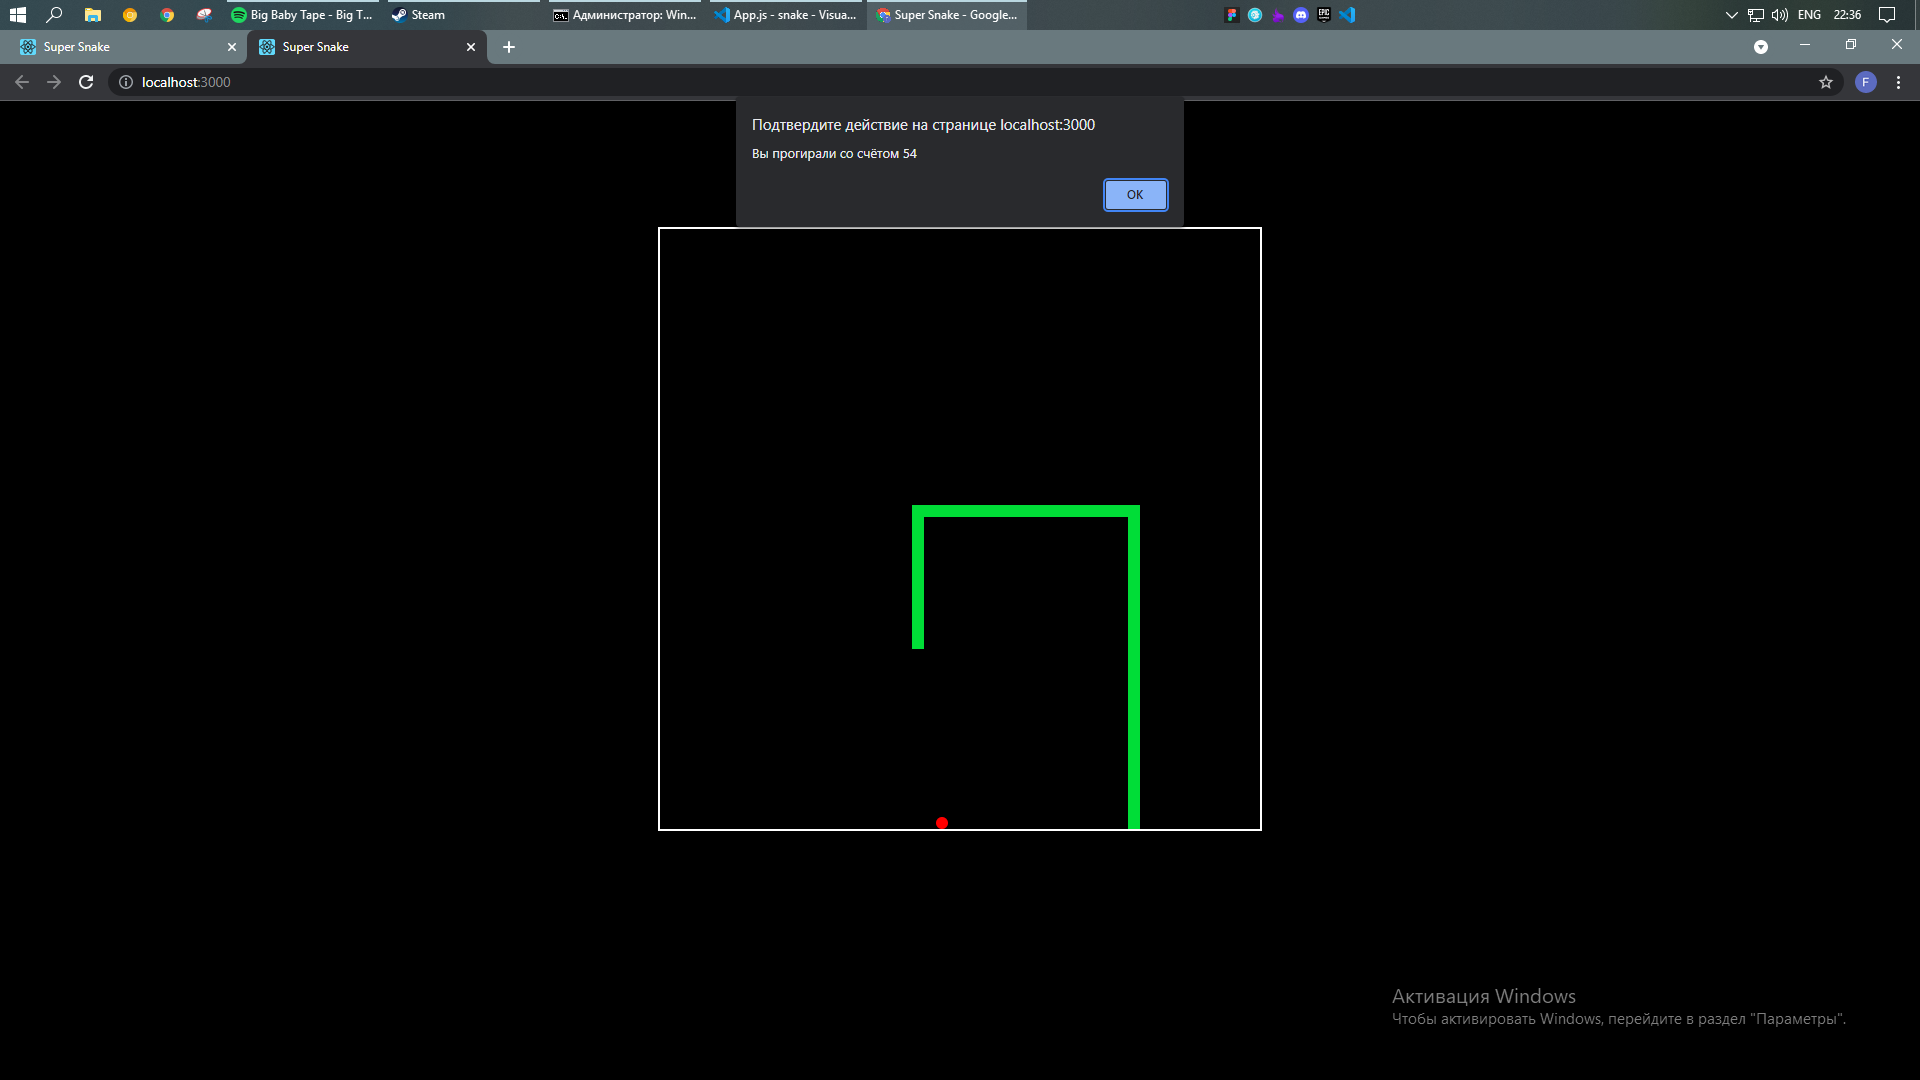 Big Baby Tape - Big T...
Steam
Администратор: Win...
App.js - snake - Visua...
Super Snake - Google...
EPIC
ENG
22:36
Super Snake
Super Snake
localhost:3000
F
Подтвердите действие на странице localhost:3000
Вы прогирали со счётом 54
OK
Активация Windows
Чтобы активировать Windows, перейдите в раздел "Параметры".